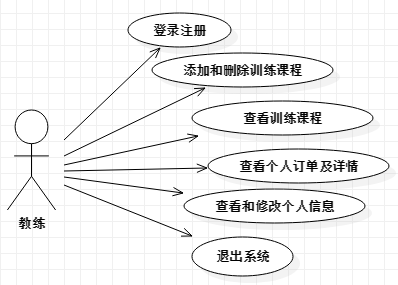 登录注册
添加和删除训练课程
查看训练课程
查看个人订单及详情
查看和修改个人信息
教练
退出系统